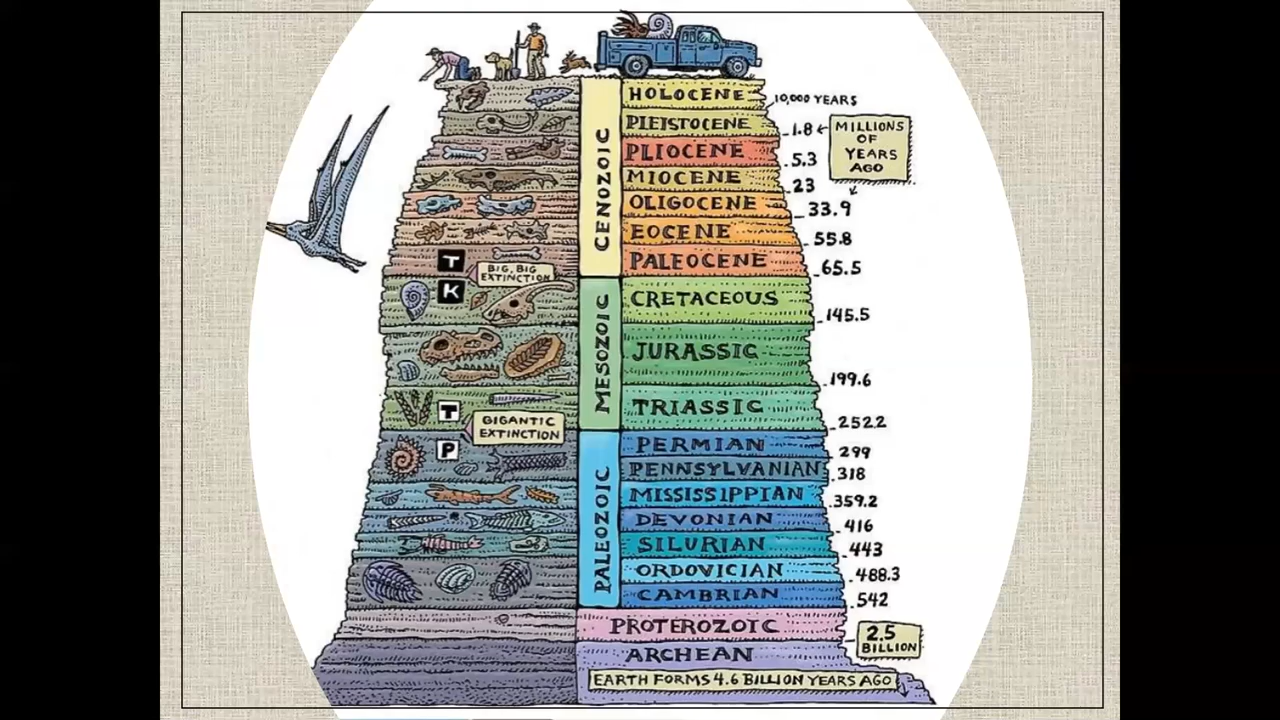 HOLOCENE
10,000 YEARS
PLEISTOCENE
1.8
MILLIONS
OF
YEARS
AGO
PLIOCENE
5.3
MIOCENE
23
OLIGOCENE
33.9
EOCENE
55.8
PALEOCENE
65.5
CENOZOIC
T
BIG, BIG
EXTINCTION
K
CRETACEOUS
145.5
JURASSIC
199.6
TRIASSIC
252.2
MESOZOIC
T
GIGANTIC
EXTINCTION
P
PERMIAN
299
PENNSYLVANIAN
318
MISSISSIPPIAN
359.2
DEVONIAN
416
SILURIAN
443
ORDOVICIAN
488.3
CAMBRIAN
542
PALEOZOIC
PROTEROZOIC
2.5
BILLION
ARCHEAN
EARTH FORMS 4.6 BILLION YEARS AGO